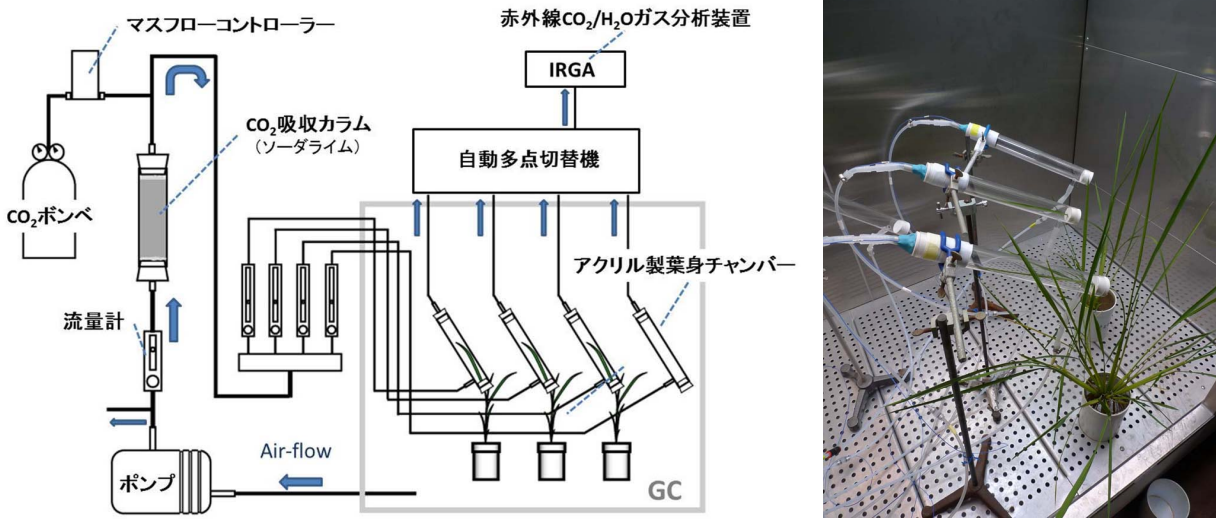 マスフローコントローラー
赤外線CO₂/H₂Oガス分析装置
IRGA
CO₂吸収カラム
(ソーダライム)
自動多点切替機
CO₂ボンベ
アクリル製葉身チャンバー
流量計
Air-flow
ポンプ
GC